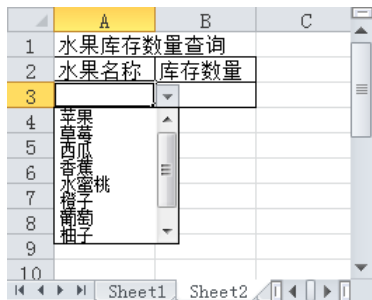 A B C
1 水果库存数量查询
2 水果名称 库存数量
3
4 苹果
草莓
5 西瓜
6 香蕉
7 水蜜桃
橙子
8 葡萄
柚子
9
10
Sheet1 Sheet2